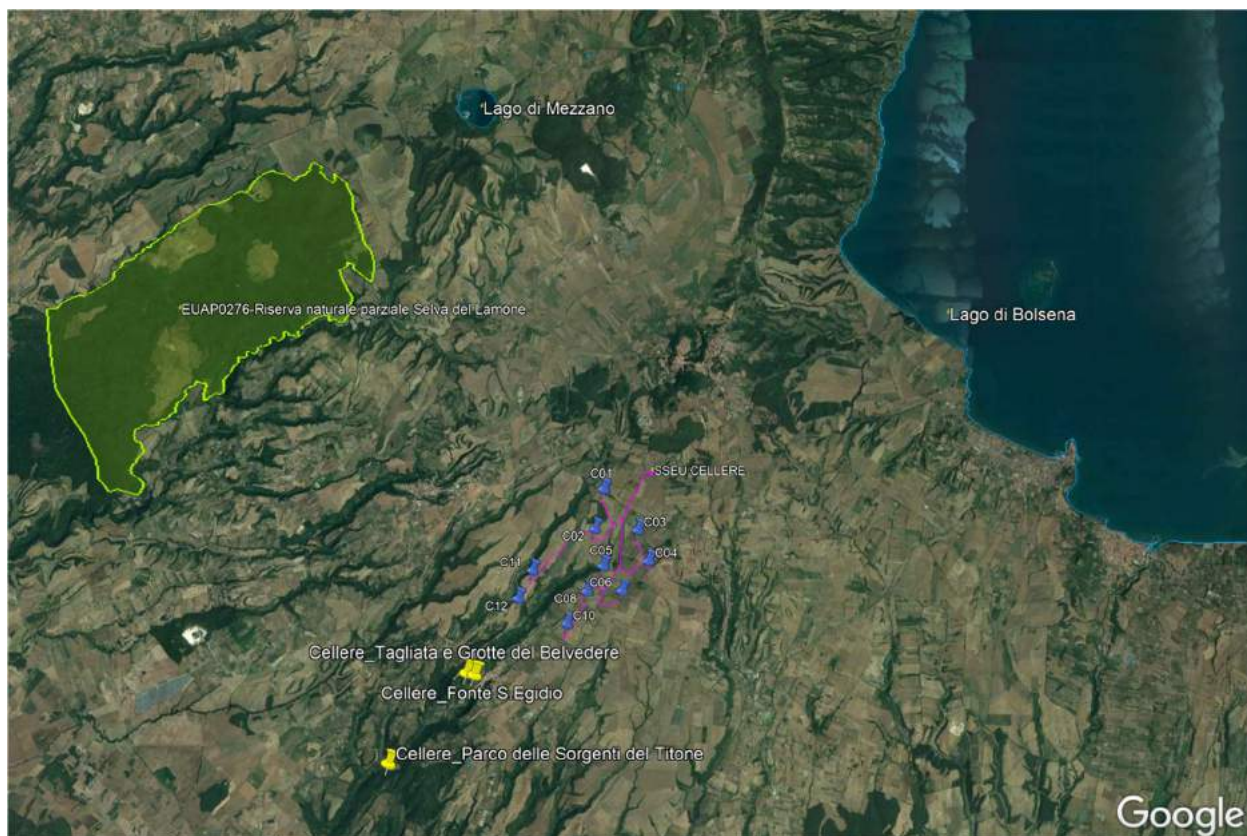 Lago di Mezzano
EUAP0276-Riserva naturale parziale Selva del Lamone
Lago di Bolsena
SSEU CELLERE
C01
C02
C03
C05
C04
C11
C06
C12
C08
C10
Cellere_Tagliata e Grotte del Belvedere
Cellere_Fonte S.Egidio
Cellere_Parco delle Sorgenti del Titone
Google